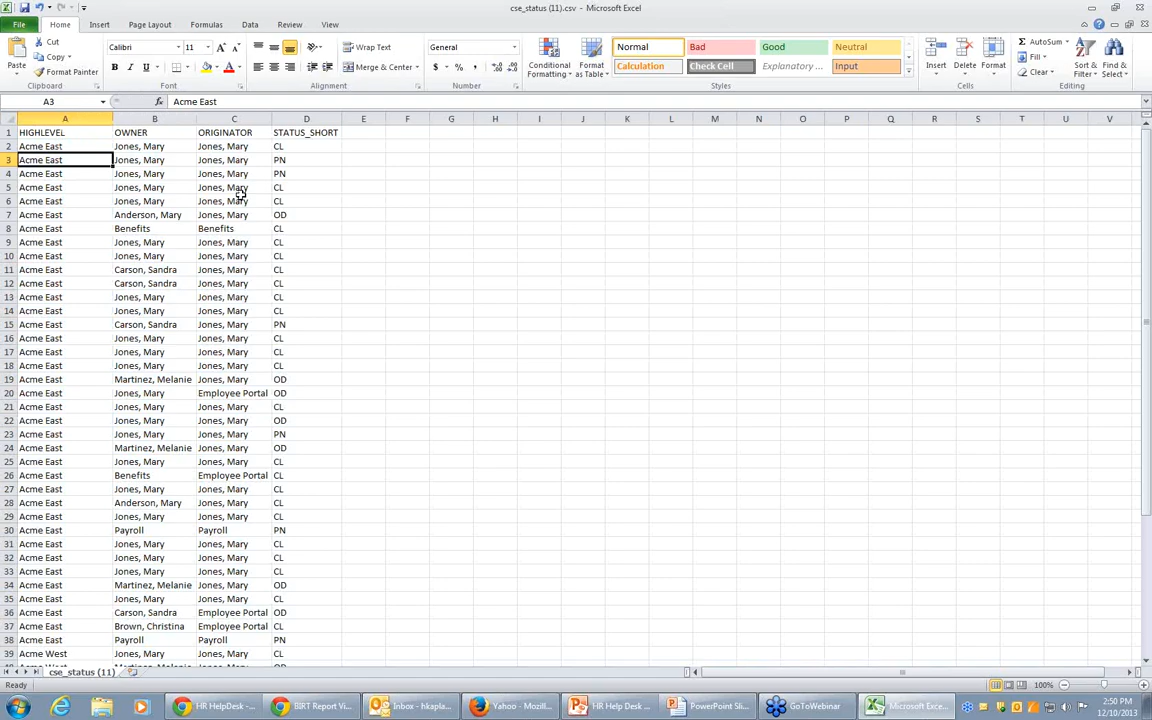 cse_status (11).csv - Microsoft Excel
File Home Insert Page Layout Formulas Data Review View
Cut
Copy
Format Painter
Paste
Calibri 11
Wrap Text
Merge & Center
General
Conditional Formatting
Format as Table
Normal Bad Good Neutral
Calculation Check Cell Explanatory ... Input
Insert Delete Format
AutoSum
Fill
Clear
Sort & Filter
Find & Select
Clipboard Font Alignment Number Styles Cells Editing
A3 fx Acme East
A B C D E F G H I J K L M N O P Q R S T U V
1 HIGHLEVEL OWNER ORIGINATOR STATUS_SHORT
2 Acme East Jones, Mary Jones, Mary CL
3 Acme East Jones, Mary Jones, Mary PN
4 Acme East Jones, Mary Jones, Mary PN
5 Acme East Jones, Mary Jones, Mary CL
6 Acme East Jones, Mary Jones, Mary CL
7 Acme East Anderson, Mary Jones, Mary OD
8 Acme East Benefits Benefits CL
9 Acme East Jones, Mary Jones, Mary CL
10 Acme East Jones, Mary Jones, Mary CL
11 Acme East Carson, Sandra Jones, Mary CL
12 Acme East Carson, Sandra Jones, Mary CL
13 Acme East Jones, Mary Jones, Mary CL
14 Acme East Jones, Mary Jones, Mary CL
15 Acme East Carson, Sandra Jones, Mary PN
16 Acme East Jones, Mary Jones, Mary CL
17 Acme East Jones, Mary Jones, Mary CL
18 Acme East Jones, Mary Jones, Mary CL
19 Acme East Martinez, Melanie Jones, Mary OD
20 Acme East Jones, Mary Employee Portal OD
21 Acme East Jones, Mary Jones, Mary CL
22 Acme East Jones, Mary Jones, Mary OD
23 Acme East Jones, Mary Jones, Mary PN
24 Acme East Martinez, Melanie Jones, Mary OD
25 Acme East Jones, Mary Jones, Mary CL
26 Acme East Benefits Employee Portal CL
27 Acme East Jones, Mary Jones, Mary CL
28 Acme East Anderson, Mary Jones, Mary CL
29 Acme East Jones, Mary Jones, Mary CL
30 Acme East Payroll Payroll PN
31 Acme East Jones, Mary Jones, Mary CL
32 Acme East Jones, Mary Jones, Mary CL
33 Acme East Jones, Mary Jones, Mary CL
34 Acme East Martinez, Melanie Jones, Mary OD
35 Acme East Jones, Mary Jones, Mary CL
36 Acme East Carson, Sandra Employee Portal OD
37 Acme East Brown, Christina Employee Portal CL
38 Acme East Payroll Payroll PN
39 Acme West Jones, Mary Jones, Mary CL
cse_status (11)
Ready 100%
HR HelpDesk -... BIRT Report Vi... Inbox - hkapla... Yahoo - Mozill... HR Help Desk ... PowerPoint Sli... GoToWebinar Microsoft Exce...
2:50 PM
12/10/2013